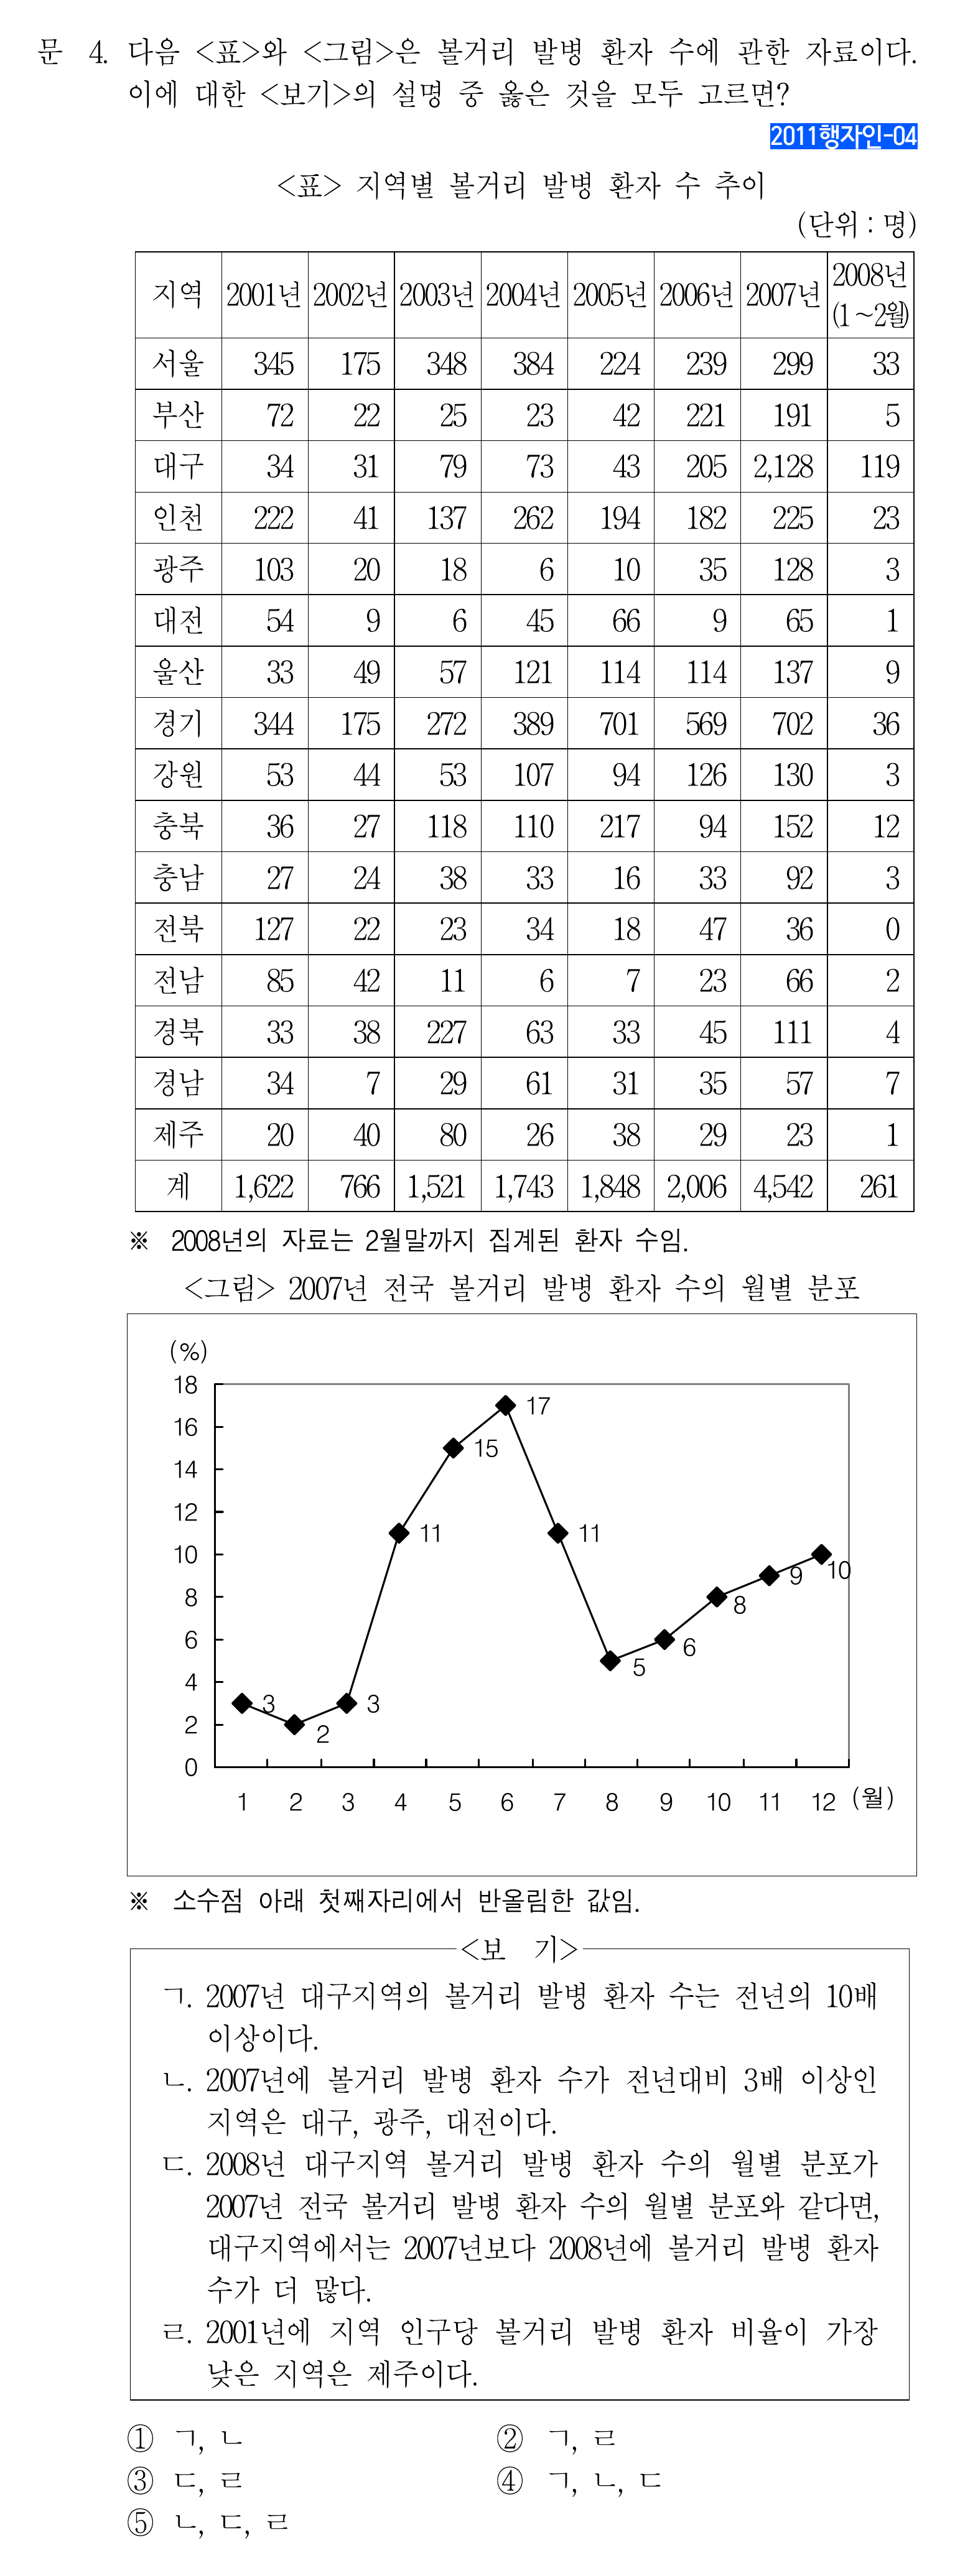 문 4. 다음 <표>와 <그림>은 볼거리 발병 환자 수에 관한 자료이다.
이에 대한 <보기>의 설명 중 옳은 것을 모두 고르면?
2011행자인-04
<표> 지역별 볼거리 발병 환자 수 추이
(단위 : 명)
지역 2001년 2002년 2003년 2004년 2005년 2006년 2007년 2008년
(1~2월)
서울 345 175 348 384 224 239 299 33
부산 72 22 25 23 42 221 191 5
대구 34 31 79 73 43 205 2,128 119
인천 222 41 137 262 194 182 225 23
광주 103 20 18 6 10 35 128 3
대전 54 9 6 45 66 9 65 1
울산 33 49 57 121 114 114 137 9
경기 344 175 272 389 701 569 702 36
강원 53 44 53 107 94 126 130 3
충북 36 27 118 110 217 94 152 12
충남 27 24 38 33 16 33 92 3
전북 127 22 23 34 18 47 36 0
전남 85 42 11 6 7 23 66 2
경북 33 38 227 63 33 45 111 4
경남 34 7 29 61 31 35 57 7
제주 20 40 80 26 38 29 23 1
계 1,622 766 1,521 1,743 1,848 2,006 4,542 261
※ 2008년의 자료는 2월말까지 집계된 환자 수임.
<그림> 2007년 전국 볼거리 발병 환자 수의 월별 분포
(%)
18
16
14
12
10
8
6
4
2
0
3 2 3 11 15 17 11 5 6 8 9 10
1 2 3 4 5 6 7 8 9 10 11 12 (월)
※ 소수점 아래 첫째자리에서 반올림한 값임.
<보 기>
ㄱ. 2007년 대구지역의 볼거리 발병 환자 수는 전년의 10배
이상이다.
ㄴ. 2007년에 볼거리 발병 환자 수가 전년대비 3배 이상인
지역은 대구, 광주, 대전이다.
ㄷ. 2008년 대구지역 볼거리 발병 환자 수의 월별 분포가
2007년 전국 볼거리 발병 환자 수의 월별 분포와 같다면,
대구지역에서는 2007년보다 2008년에 볼거리 발병 환자
수가 더 많다.
ㄹ. 2001년에 지역 인구당 볼거리 발병 환자 비율이 가장
낮은 지역은 제주이다.
① ㄱ, ㄴ ② ㄱ, ㄹ
③ ㄷ, ㄹ ④ ㄱ, ㄴ, ㄷ
⑤ ㄴ, ㄷ, ㄹ